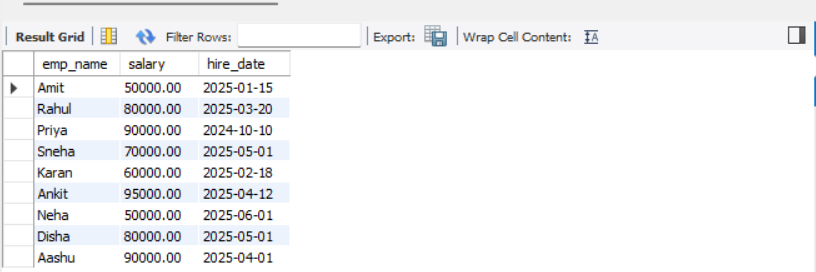 Result Grid Filter Rows: Export: Wrap Cell Content: IA
emp_name salary hire_date
Amit 50000.00 2025-01-15
Rahul 80000.00 2025-03-20
Priya 90000.00 2024-10-10
Sneha 70000.00 2025-05-01
Karan 60000.00 2025-02-18
Ankit 95000.00 2025-04-12
Neha 50000.00 2025-06-01
Disha 80000.00 2025-05-01
Aashu 90000.00 2025-04-01